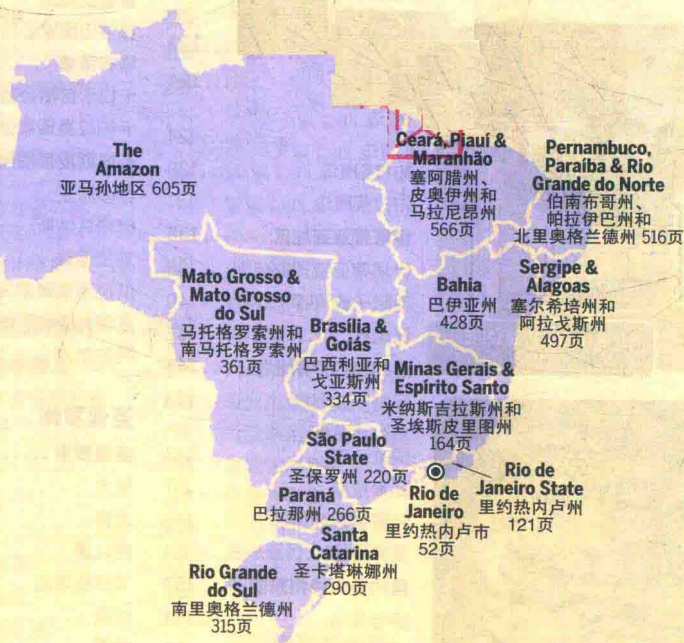 The
Amazon
亚马孙地区 605页
Ceará, Piauí &
Maranhão
塞阿腊州、
皮奥伊州和
马拉尼昂州
566页
Pernambuco,
Paraíba & Rio
Grande do Norte
伯南布哥州、
帕拉伊巴州和
北里奥格兰德州 516页
Mato Grosso &
Mato Grosso
do Sul
马托格罗索州和
南马托格罗索州
361页
Brasília &
Goiás
巴西利亚和
戈亚斯州
334页
Bahia
巴伊亚州
428页
Sergipe &
Alagoas
塞尔希培州和
阿拉戈斯州
497页
Minas Gerais &
Espírito Santo
米纳斯吉拉斯州和
圣埃斯皮里图州
164页
São Paulo
State
圣保罗州 220页
Paraná
巴拉那州 266页
Rio de
Janeiro
里约热内卢市
52页
Rio de
Janeiro State
里约热内卢州
121页
Santa
Catarina
圣卡塔琳娜州
290页
Rio Grande
do Sul
南里奥格兰德州
315页